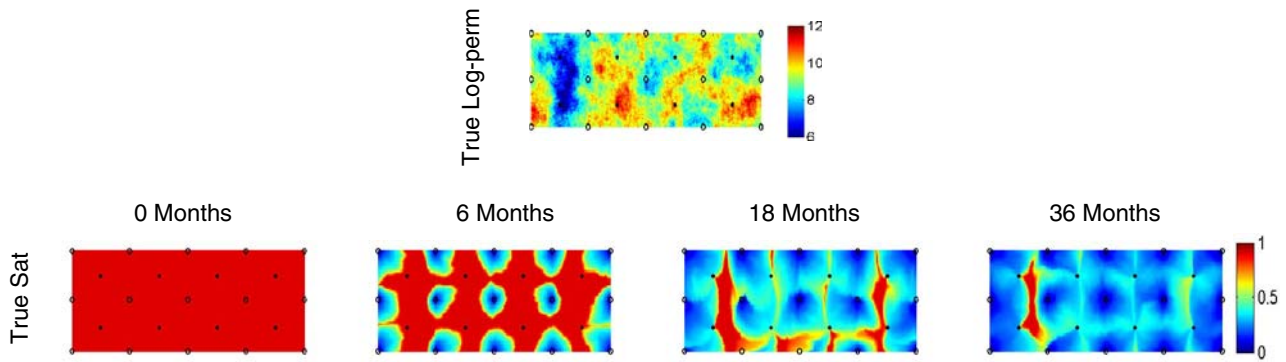 True Log-perm
12
10
8
6
0 Months
6 Months
18 Months
36 Months
True Sat
1
0.5
0